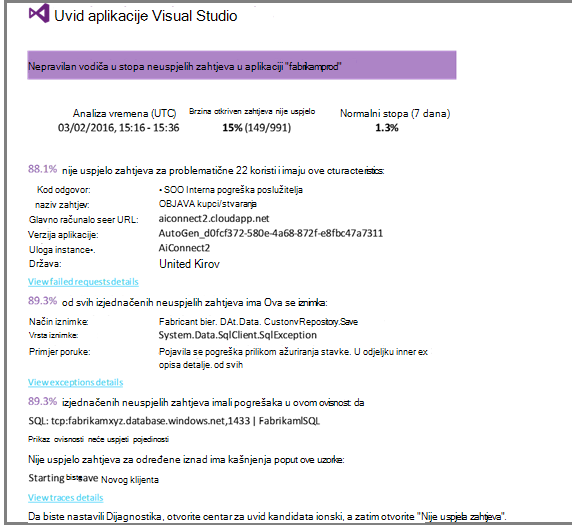 Uvid aplikacije Visual Studio
Nepravilan vodiča u stopa neuspjelih zahtjeva u aplikaciji "fabrikamprod"
Analiza vremena (UTC) Brzina otkriven zahtjeva nije uspjelo Normalni stopa (7 dana)
03/02/2016, 15:16 - 15:36 15% (149/991) 1.3%
88.1% nije uspjelo zahtjeva za problematične 22 koristi i imaju ove cturacteristics:
Kod odgovor: • SOO Interna pogreška poslužitelja
naziv zahtjev: OBJAVA kupci/stvaranja
Glavno računalo seer URL: aiconnect2.cloudapp.net
Verzija aplikacije: AutoGen_d0fcf372-580e-4a68-872f-e8fbc47a7311
Uloga instance•. AiConnect2
Država: United Kirov
View failed requests details
89.3% od svih izjednačenih neuspjelih zahtjeva ima Ova se iznimka:
Način iznimke: Fabricant bier. DAt.Data. CustonvRepository.Save
Vrsta iznimke: System.Data.SqlClient.SqlException
Primjer poruke: Pojavila se pogreška prilikom ažuriranja stavke. U odjeljku inner ex
opisa detalje. od svih
View exceptions details
89.3% izjednačenih neuspjelih zahtjeva imali pogrešaka u ovom ovisnost: da
SQL: tcp:fabrikamxyz.database.windows.net,1433 | FabrikamlSQL
Prikaz ovisnosti neće uspjeti pojedinosti
Nije uspjelo zahtjeva za određene iznad ima kašnjenja poput ove uzorke:
Starting biste save Novog klijenta
View traces details
Da biste nastavili Dijagnostika, otvorite centar za uvid kandidata ionski, a zatim otvorite "Nije uspjela zahtjeva".